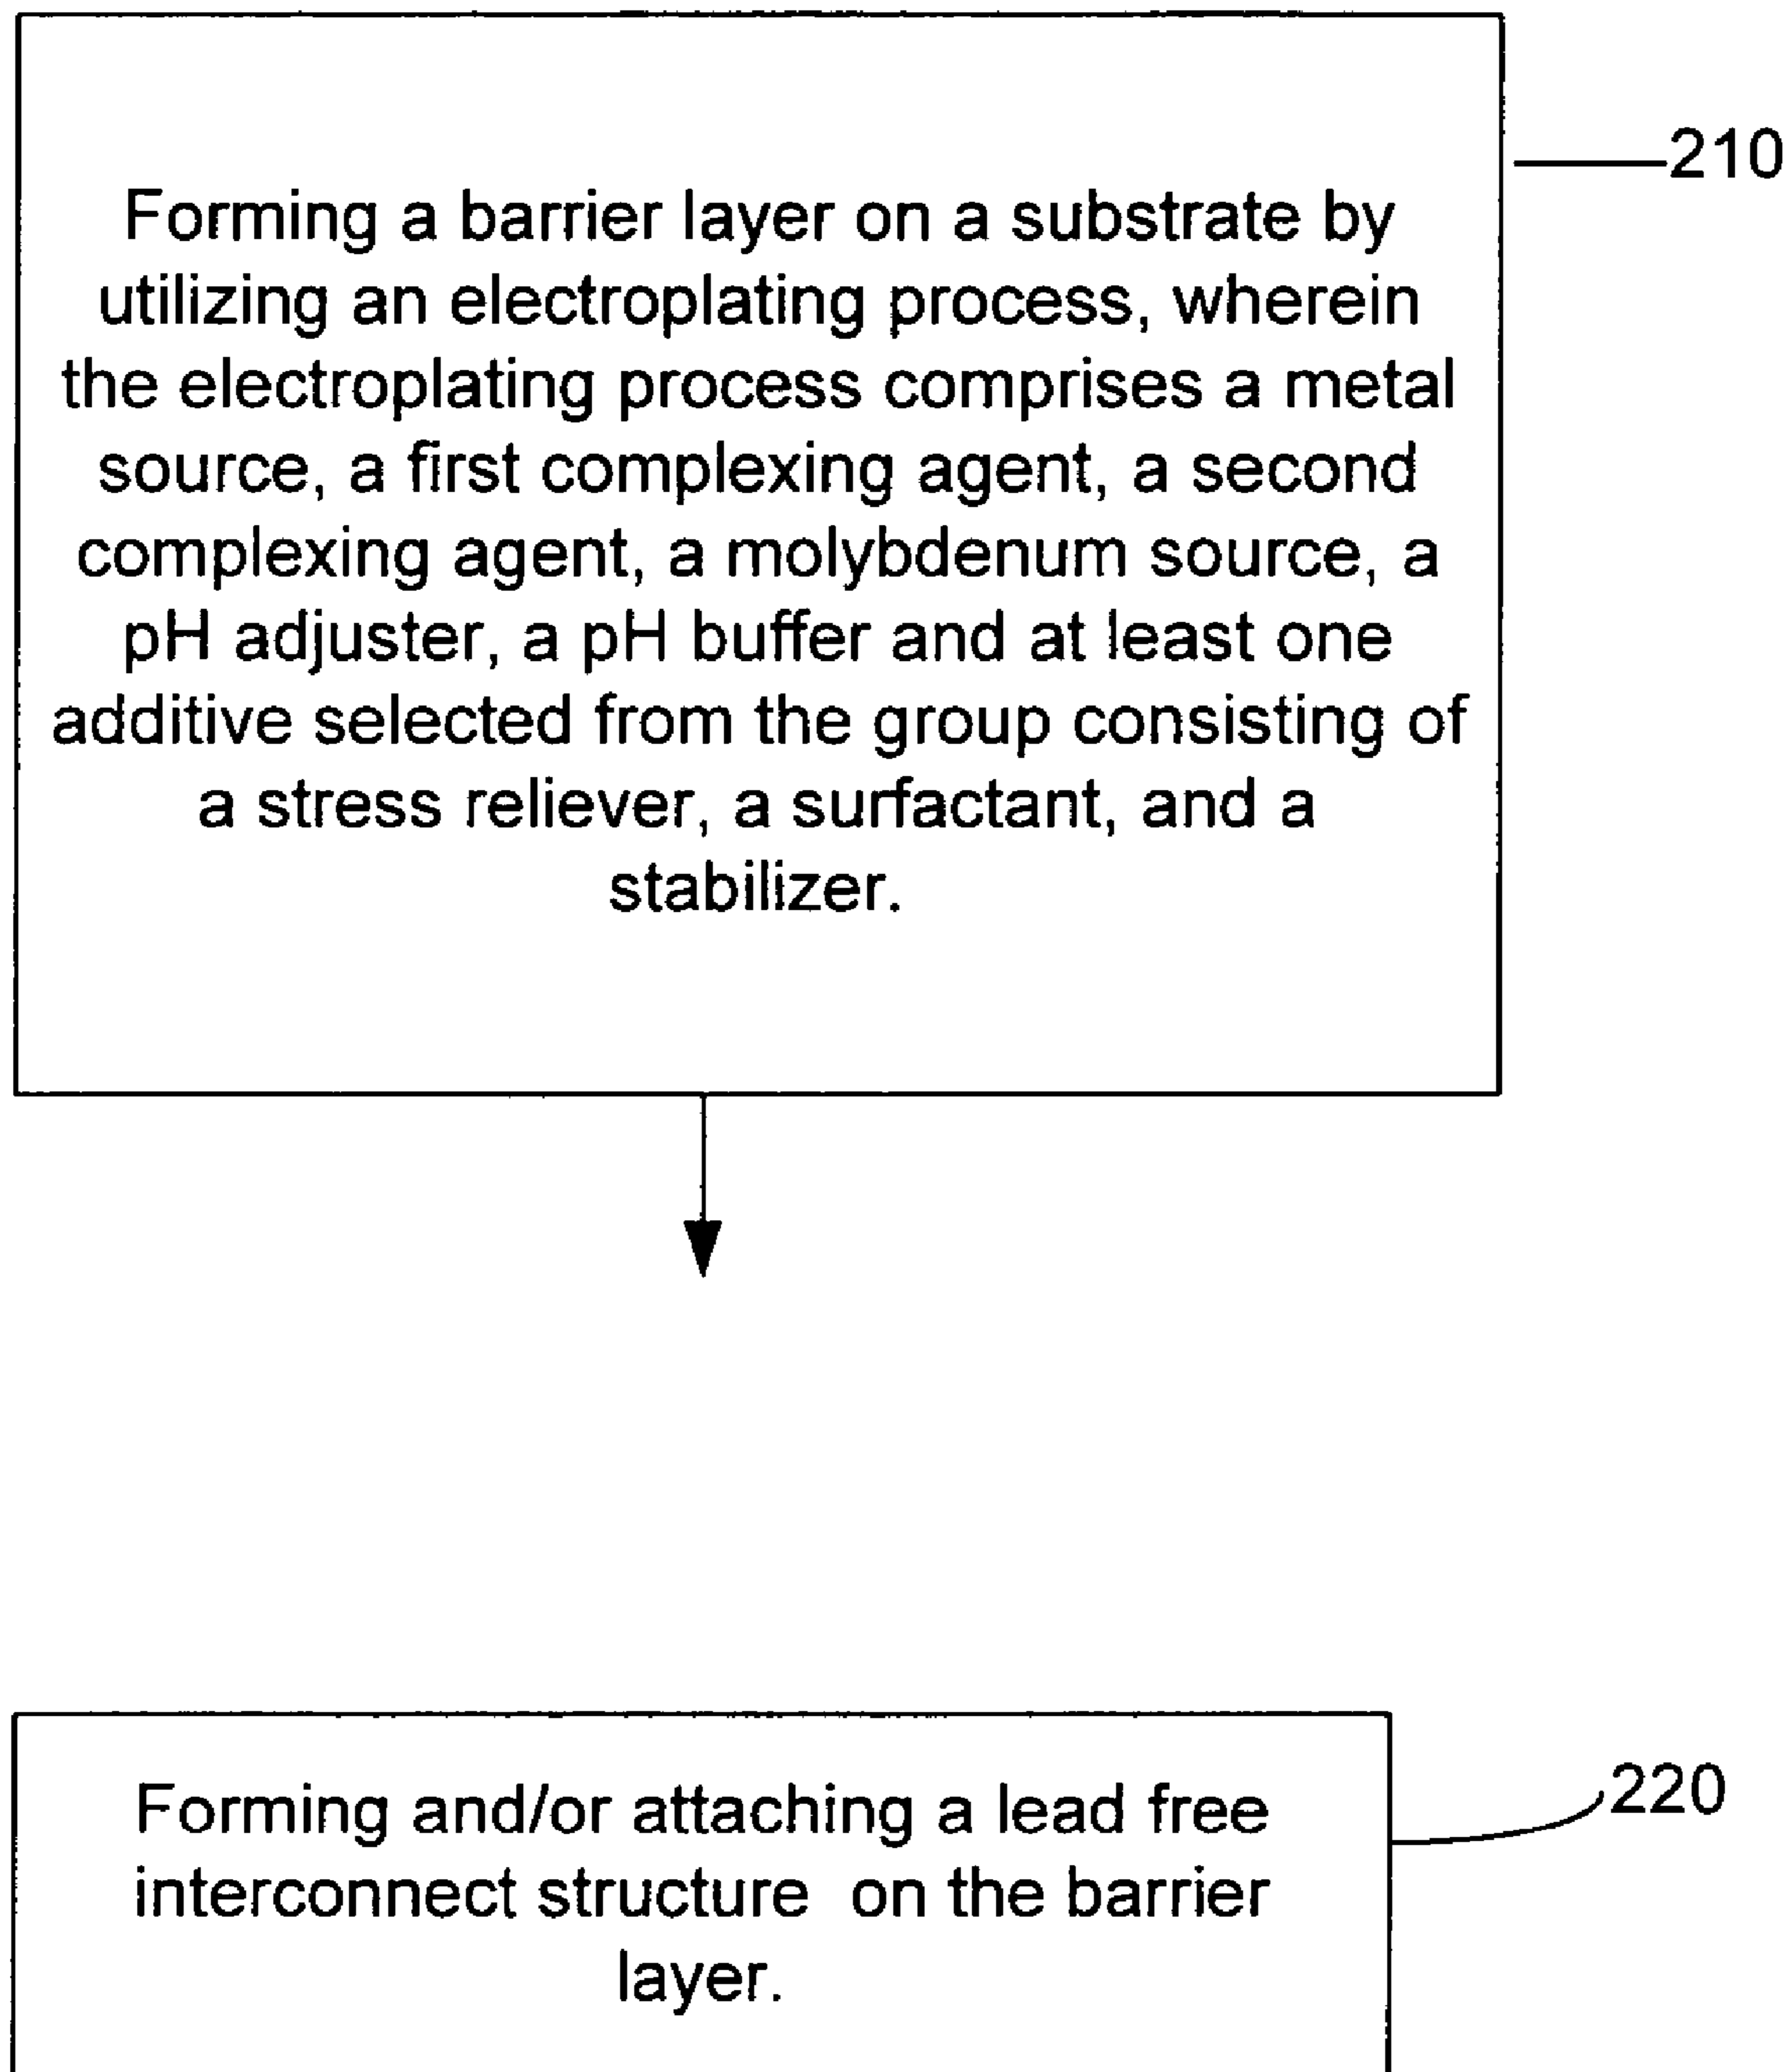 210
Forming a barrier layer on a substrate by
utilizing an electroplating process, wherein
the electroplating process comprises a metal
source, a first complexing agent, a second
complexing agent, a molybdenum source, a
pH adjuster, a pH buffer and at least one
additive selected from the group consisting of
a stress reliever, a surfactant, and a
stabilizer.
220
Forming and/or attaching a lead free
interconnect structure on the barrier
layer.